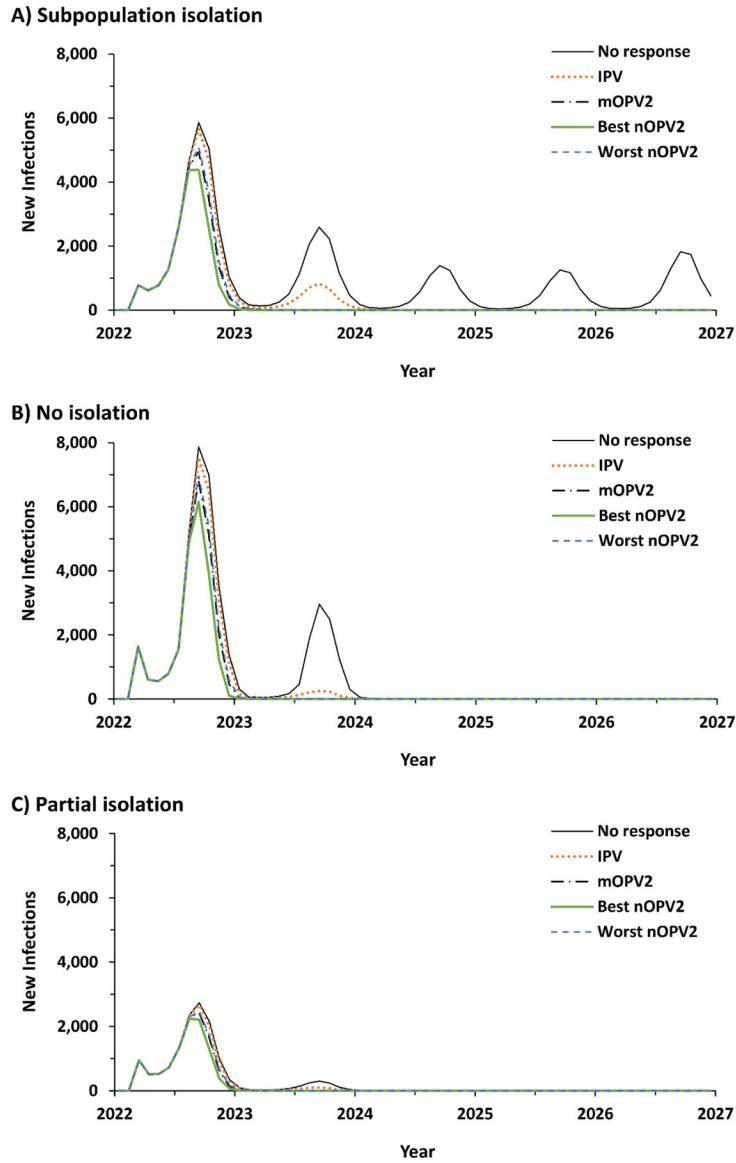 A) Subpopulation isolation
8,000
6,000
4,000
2,000
0
New Infections
No response
IPV
mOPV2
Best nOPV2
Worst nOPV2
2022 2023 2024 2025 2026 2027
Year
B) No isolation
8,000
6,000
4,000
2,000
0
New Infections
No response
IPV
mOPV2
Best nOPV2
Worst nOPV2
2022 2023 2024 2025 2026 2027
Year
C) Partial isolation
8,000
6,000
4,000
2,000
0
New Infections
No response
IPV
mOPV2
Best nOPV2
Worst nOPV2
2022 2023 2024 2025 2026 2027
Year